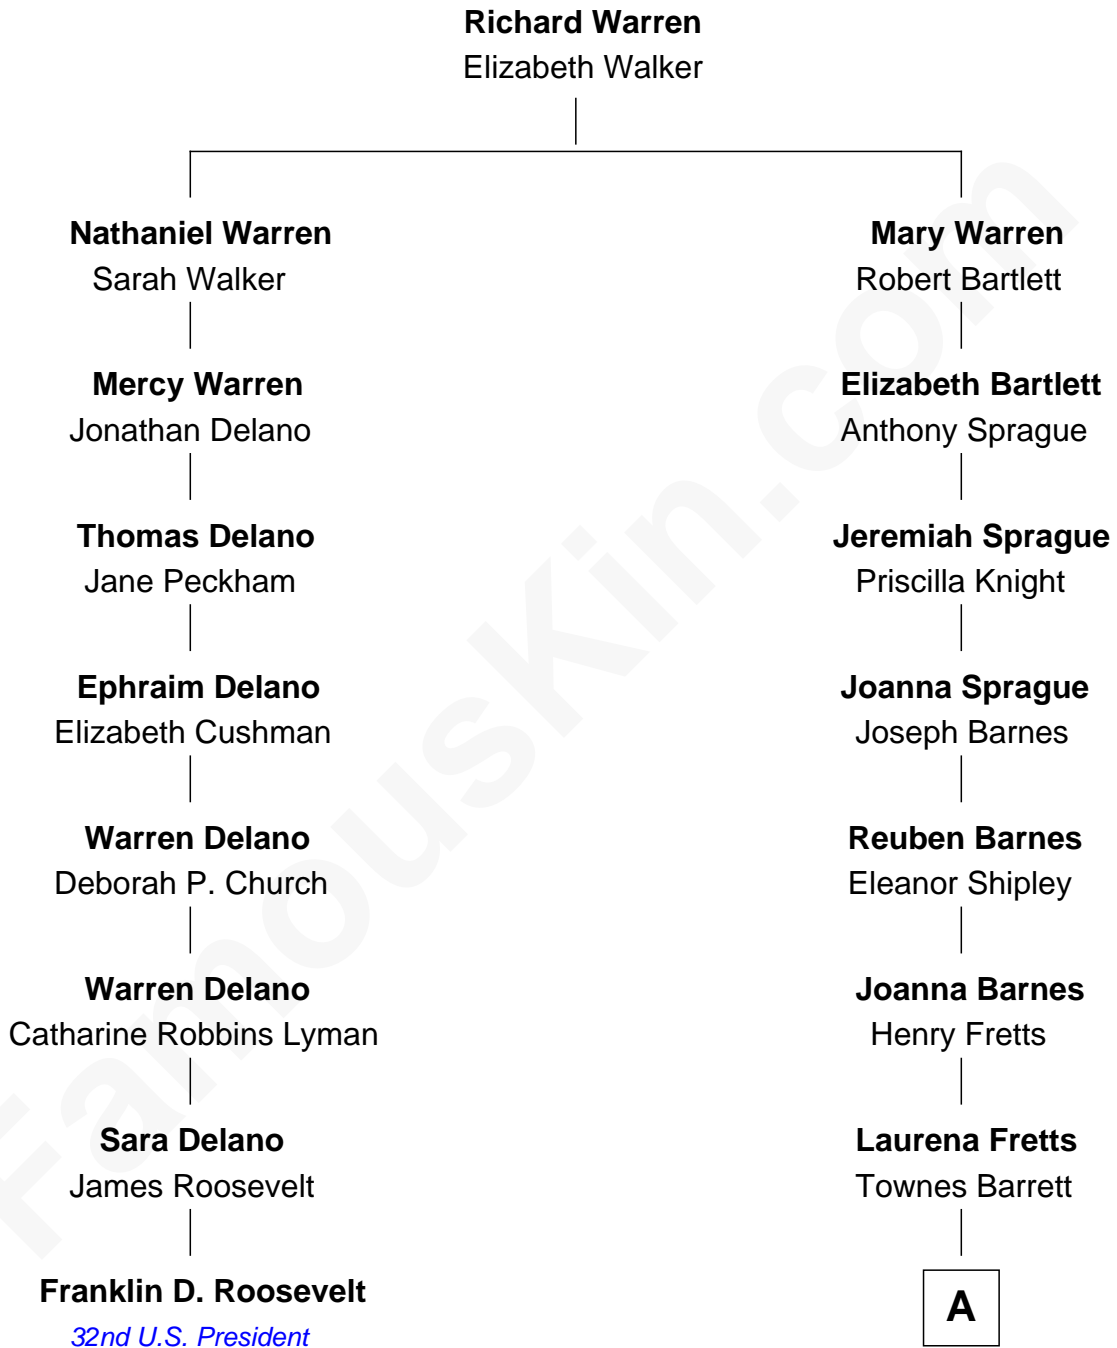 Richard Warren
Elizabeth Walker
Nathaniel Warren
Sarah Walker
Mercy Warren
Jonathan Delano
Thomas Delano
Jane Peckham
Ephraim Delano
Elizabeth Cushman
Warren Delano
Deborah P. Church
Warren Delano
Catharine Robbins Lyman
Sara Delano
James Roosevelt
Franklin D. Roosevelt
32nd U.S. President
Mary Warren
Robert Bartlett
Elizabeth Bartlett
Anthony Sprague
Jeremiah Sprague
Priscilla Knight
Joanna Sprague
Joseph Barnes
Reuben Barnes
Eleanor Shipley
Joanna Barnes
Henry Fretts
Laurena Fretts
Townes Barrett
A
FamousKin.com